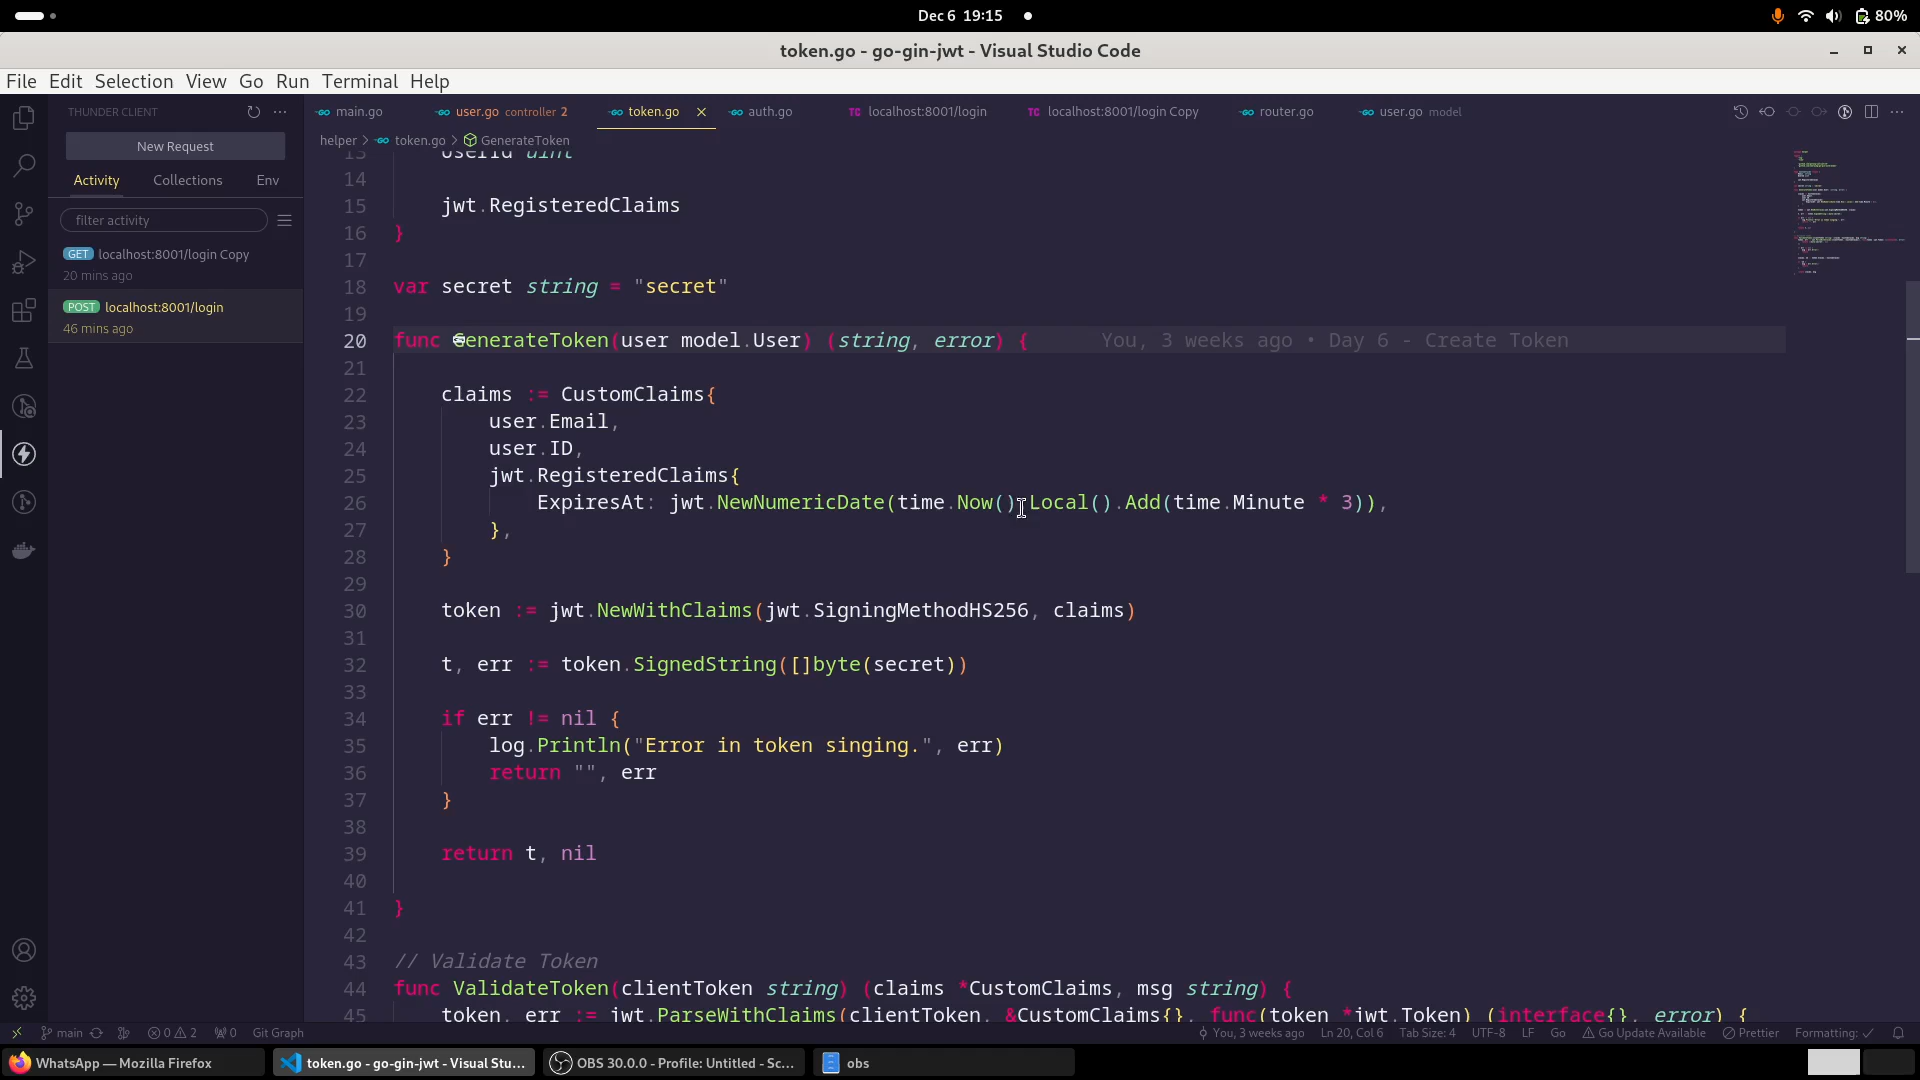 Dec 6 19:15
80%
token.go - go-gin-jwt - Visual Studio Code
File Edit Selection View Go Run Terminal Help
THUNDER CLIENT
New Request
Activity Collections Env
filter activity
GET localhost:8001/login Copy
20 mins ago
POST localhost:8001/login
46 mins ago
main.go user.go controller 2 token.go auth.go TC localhost:8001/login TC localhost:8001/login Copy router.go user.go model
helper > token.go > GenerateToken
13 UserId uint
14
15 jwt.RegisteredClaims
16 }
17
18 var secret string = "secret"
19
20 func GenerateToken(user model.User) (string, error) { You, 3 weeks ago • Day 6 - Create Token
21
22 claims := CustomClaims{
23 user.Email,
24 user.ID,
25 jwt.RegisteredClaims{
26 ExpiresAt: jwt.NewNumericDate(time.Now().Local().Add(time.Minute * 3)),
27 },
28 }
29
30 token := jwt.NewWithClaims(jwt.SigningMethodHS256, claims)
31
32 t, err := token.SignedString([]byte(secret))
33
34 if err != nil {
35 log.Println("Error in token singing.", err)
36 return "", err
37 }
38
39 return t, nil
40
41 }
42
43 // Validate Token
44 func ValidateToken(clientToken string) (claims *CustomClaims, msg string) {
45 token, err := jwt.ParseWithClaims(clientToken, &CustomClaims{}, func(token *jwt.Token) (interface{}, error) {
main 0 2 0 Git Graph You, 3 weeks ago Ln 20, Col 6 Tab Size: 4 UTF-8 LF Go Go Update Available Prettier Formatting: ✓
WhatsApp — Mozilla Firefox token.go - go-gin-jwt - Visual Stu... OBS 30.0.0 - Profile: Untitled - Sc... obs